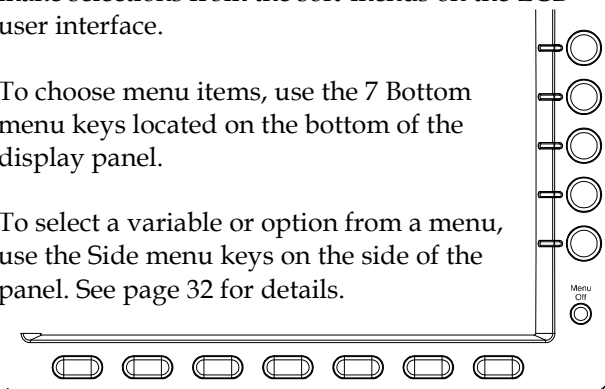 user interface.
To choose menu items, use the 7 Bottom
menu keys located on the bottom of the
display panel.
To select a variable or option from a menu,
use the Side menu keys on the side of the
panel. See page 32 for details.
Menu
Off